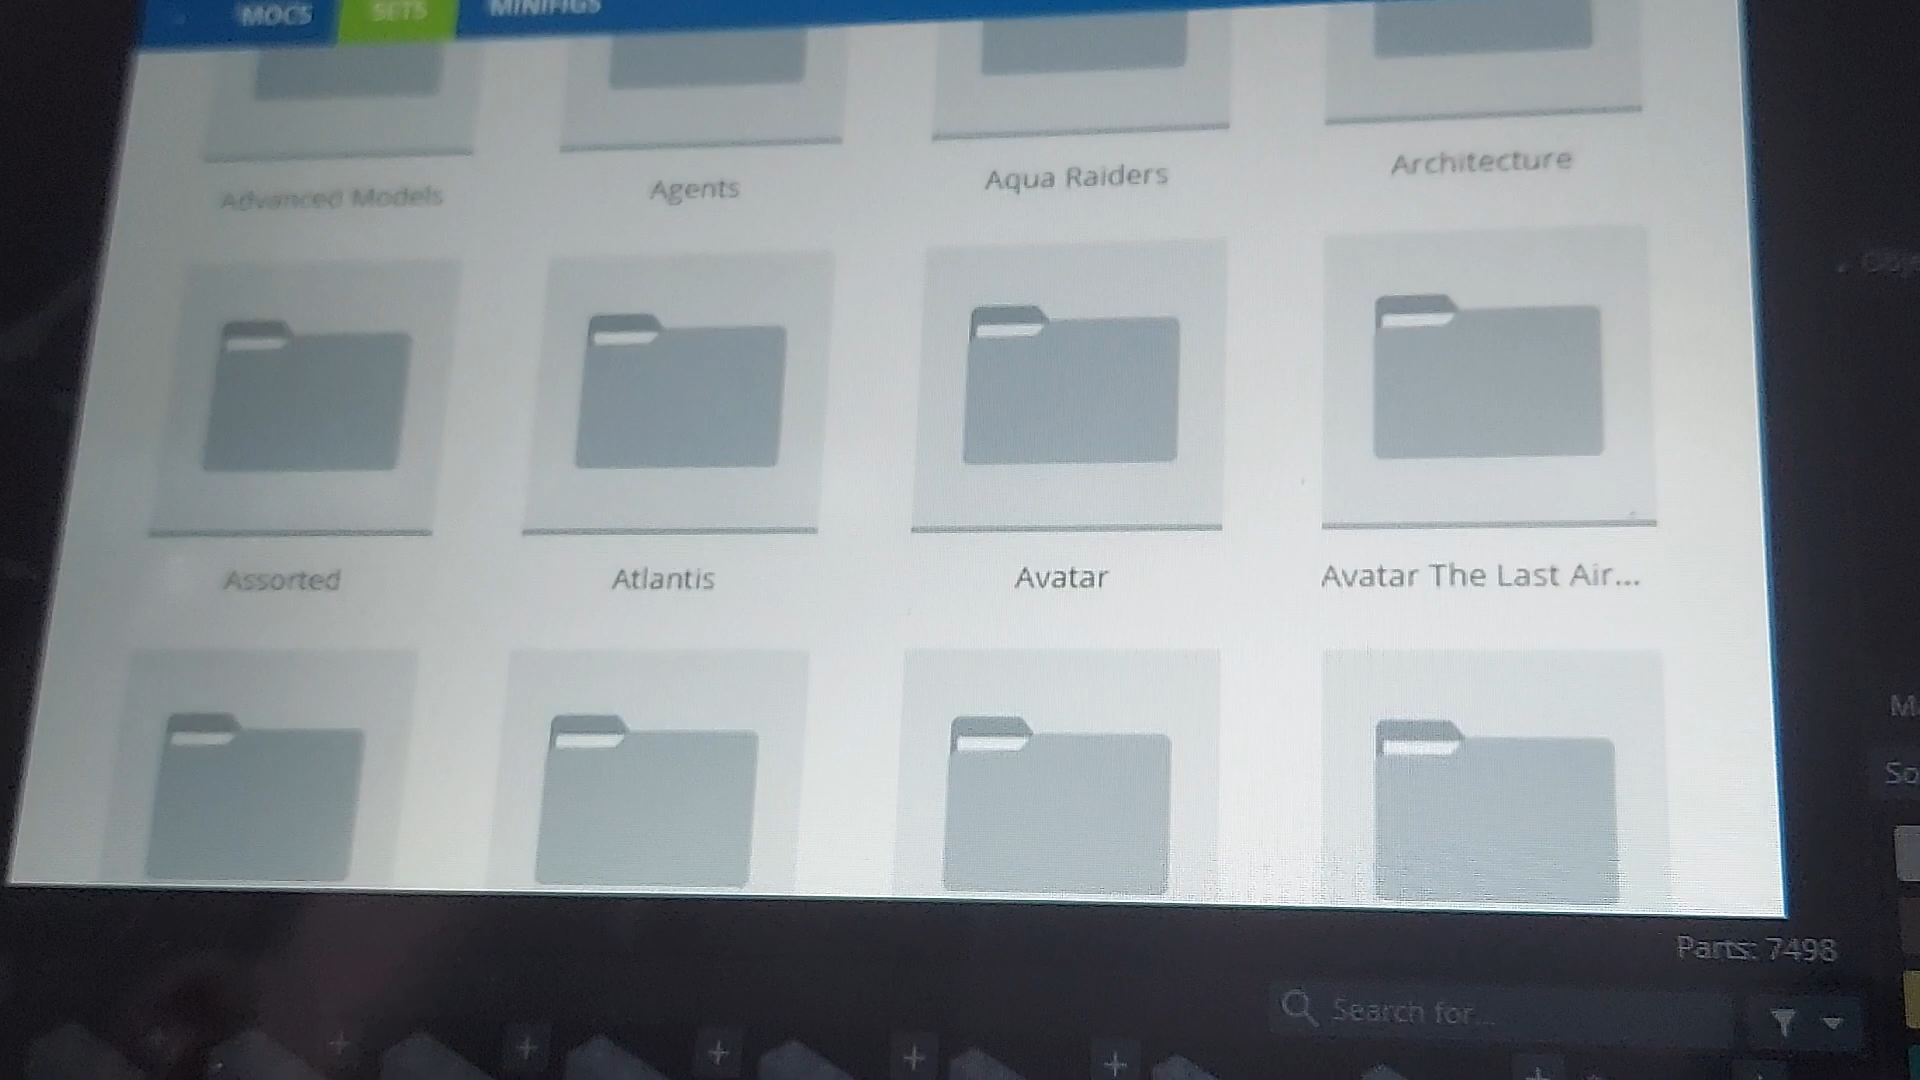 MOCS SETS MINIFIGS
Advanced Models Agents Aqua Raiders Architecture
Assorted Atlantis Avatar Avatar The Last Air...
Parts: 7498
Search for...